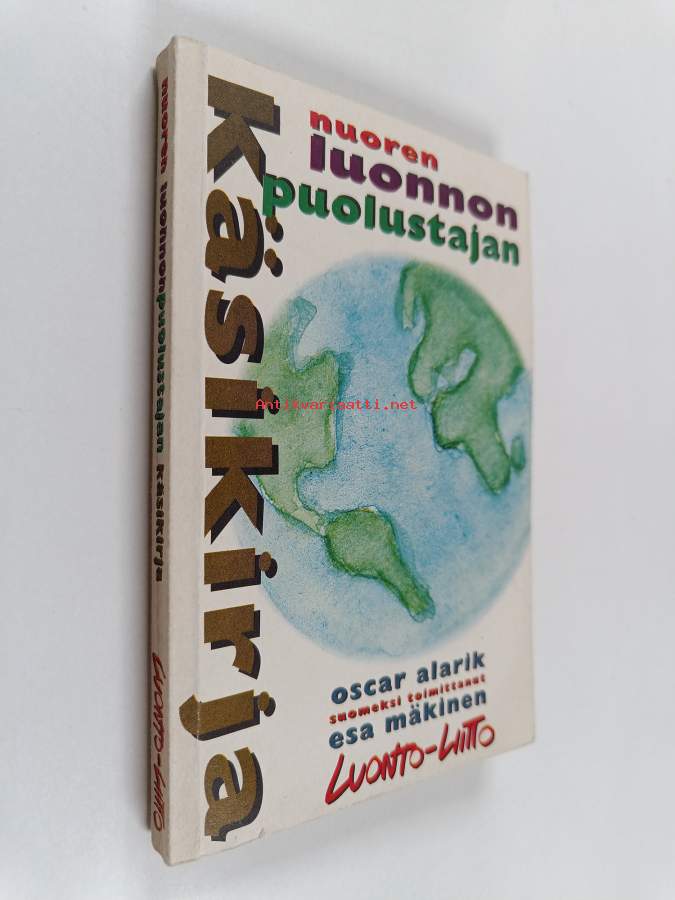 nuoren
luonnon
puolustajan
käsikirja
Antikvariaatti.net
oscar alarik
suomeksi toimittanut
esa mäkinen
LUONTO-LIITTO
nuoren luonnonpuolustajan käsikirja
LUONTO-LIITTO